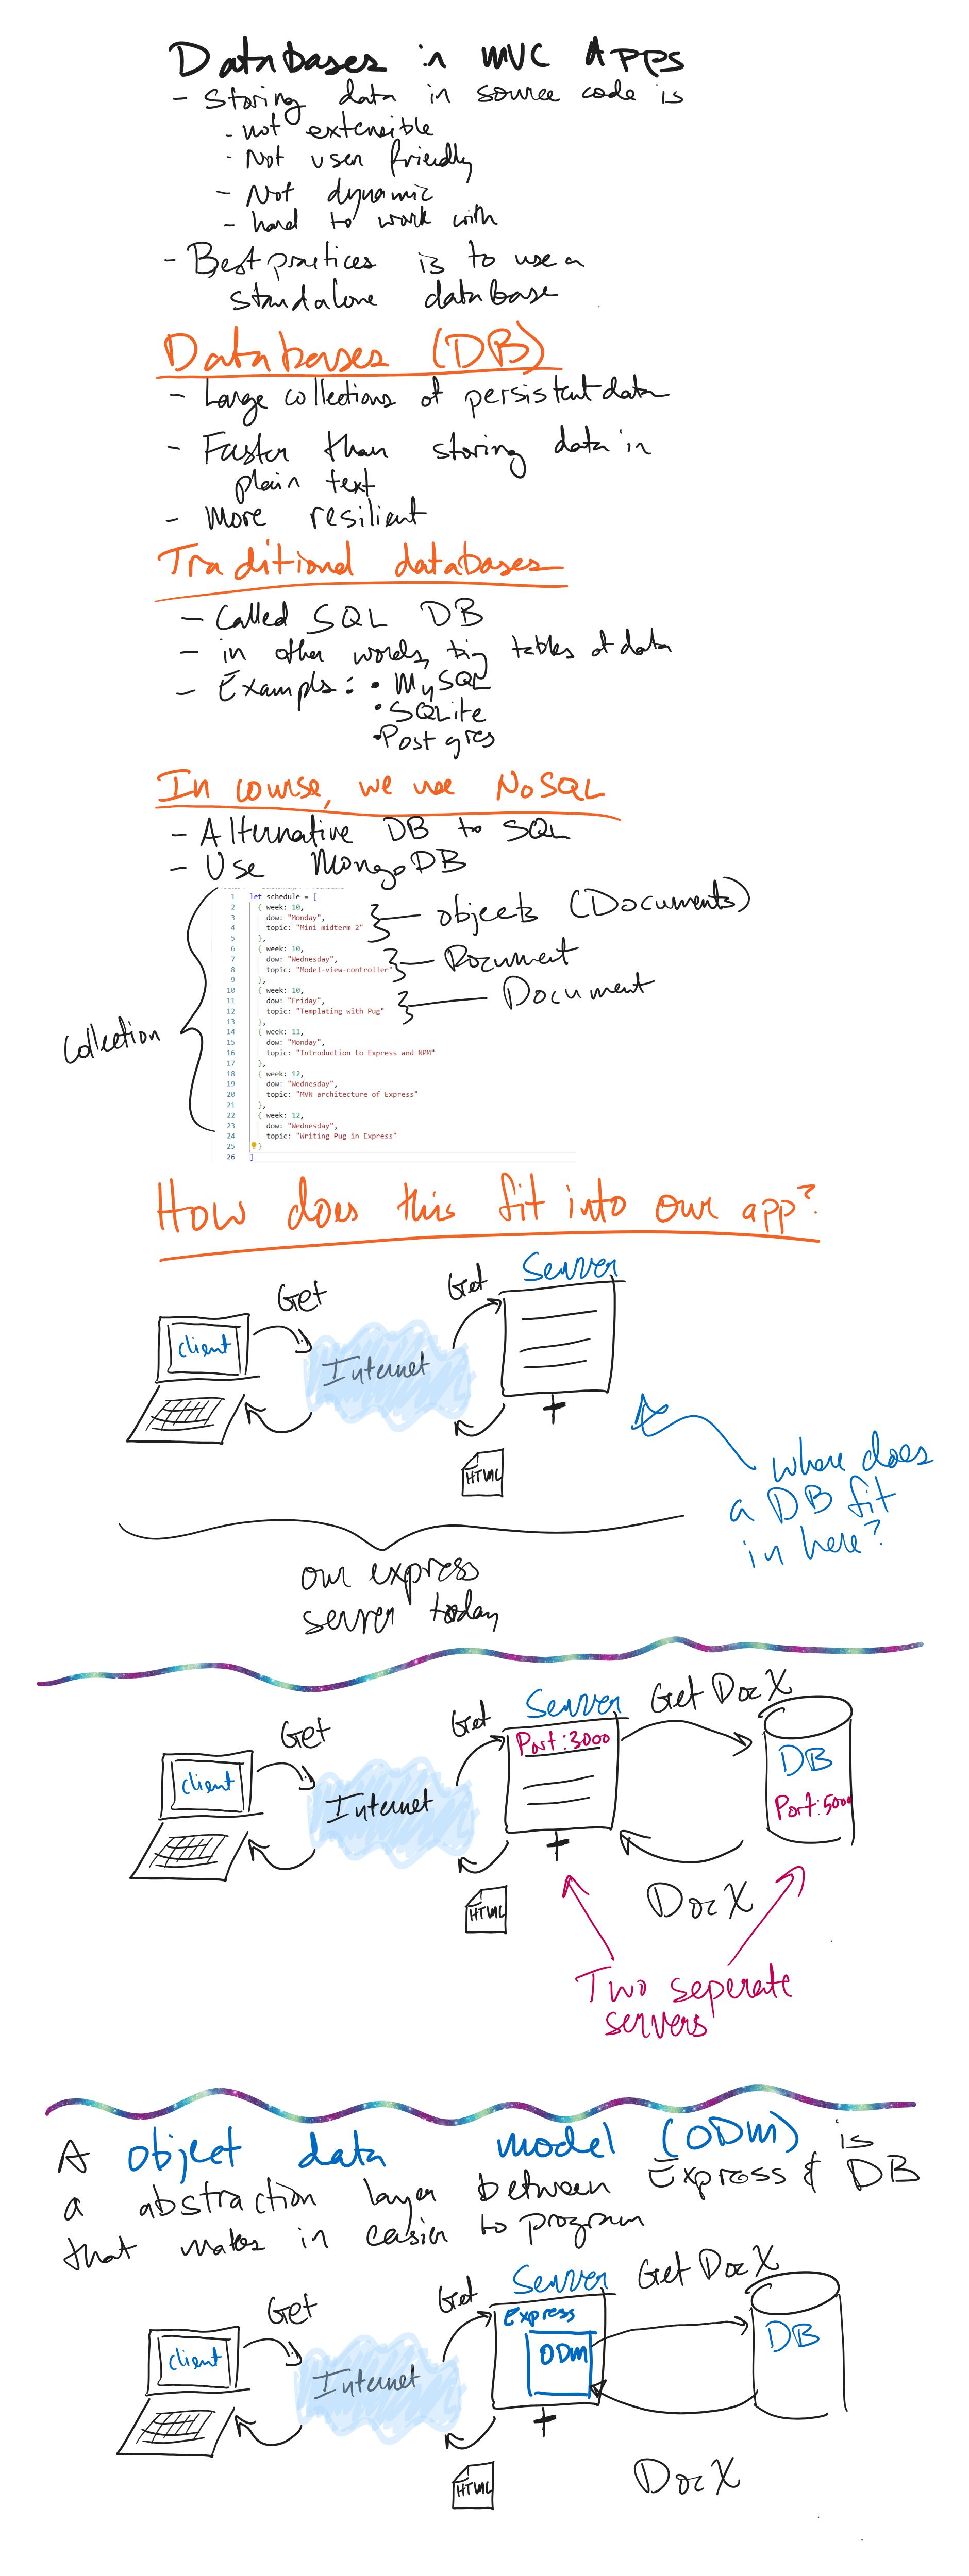 Databases in MVC Apps
- Storing data in source code is
- not extensible
- Not user friendly
- Not dynamic
- hard to work with
- Best practices is to use a
standalone database
Databases (DB)
- Large collections of persistent data
- Faster than storing data in
plain text
- More resilient
Traditional databases
- Called SQL DB
- in other words, big tables of data
- Example: • MySQL
• SQLite
• Postgres
In course, we use NoSQL
- Alternative DB to SQL
- Use MongoDB
1 let schedule = [
2 { week: 10,
3 dow: "Monday",
4 topic: "Mini midterm 2"
5 },
objects (Documents)
6 { week: 10,
7 dow: "Wednesday",
8 topic: "Model-view-controller"
9 },
Document
10 { week: 10,
11 dow: "Friday",
12 topic: "Templating with Pug"
13 },
Document
14 { week: 11,
15 dow: "Monday",
16 topic: "Introduction to Express and NPM"
17 },
18 { week: 12,
19 dow: "Wednesday",
20 topic: "MVN architecture of Express"
21 },
22 { week: 12,
23 dow: "Wednesday",
24 topic: "Writing Pug in Express"
25 }
26 ]
Collection
How does this fit into our app?
Server
Get
Get
client
Internet
HTML
where does
a DB fit
in here?
our express
server today
Server
Get DocX
Get
Get
Port:3000
client
Internet
DB
Port:5000
HTML
DocX
Two seperate
servers
A object data model (ODM) is
a abstraction layer between Express & DB
that makes in easier to program
Server
Get DocX
Get
Get
Express
ODM
client
Internet
DB
HTML
DocX